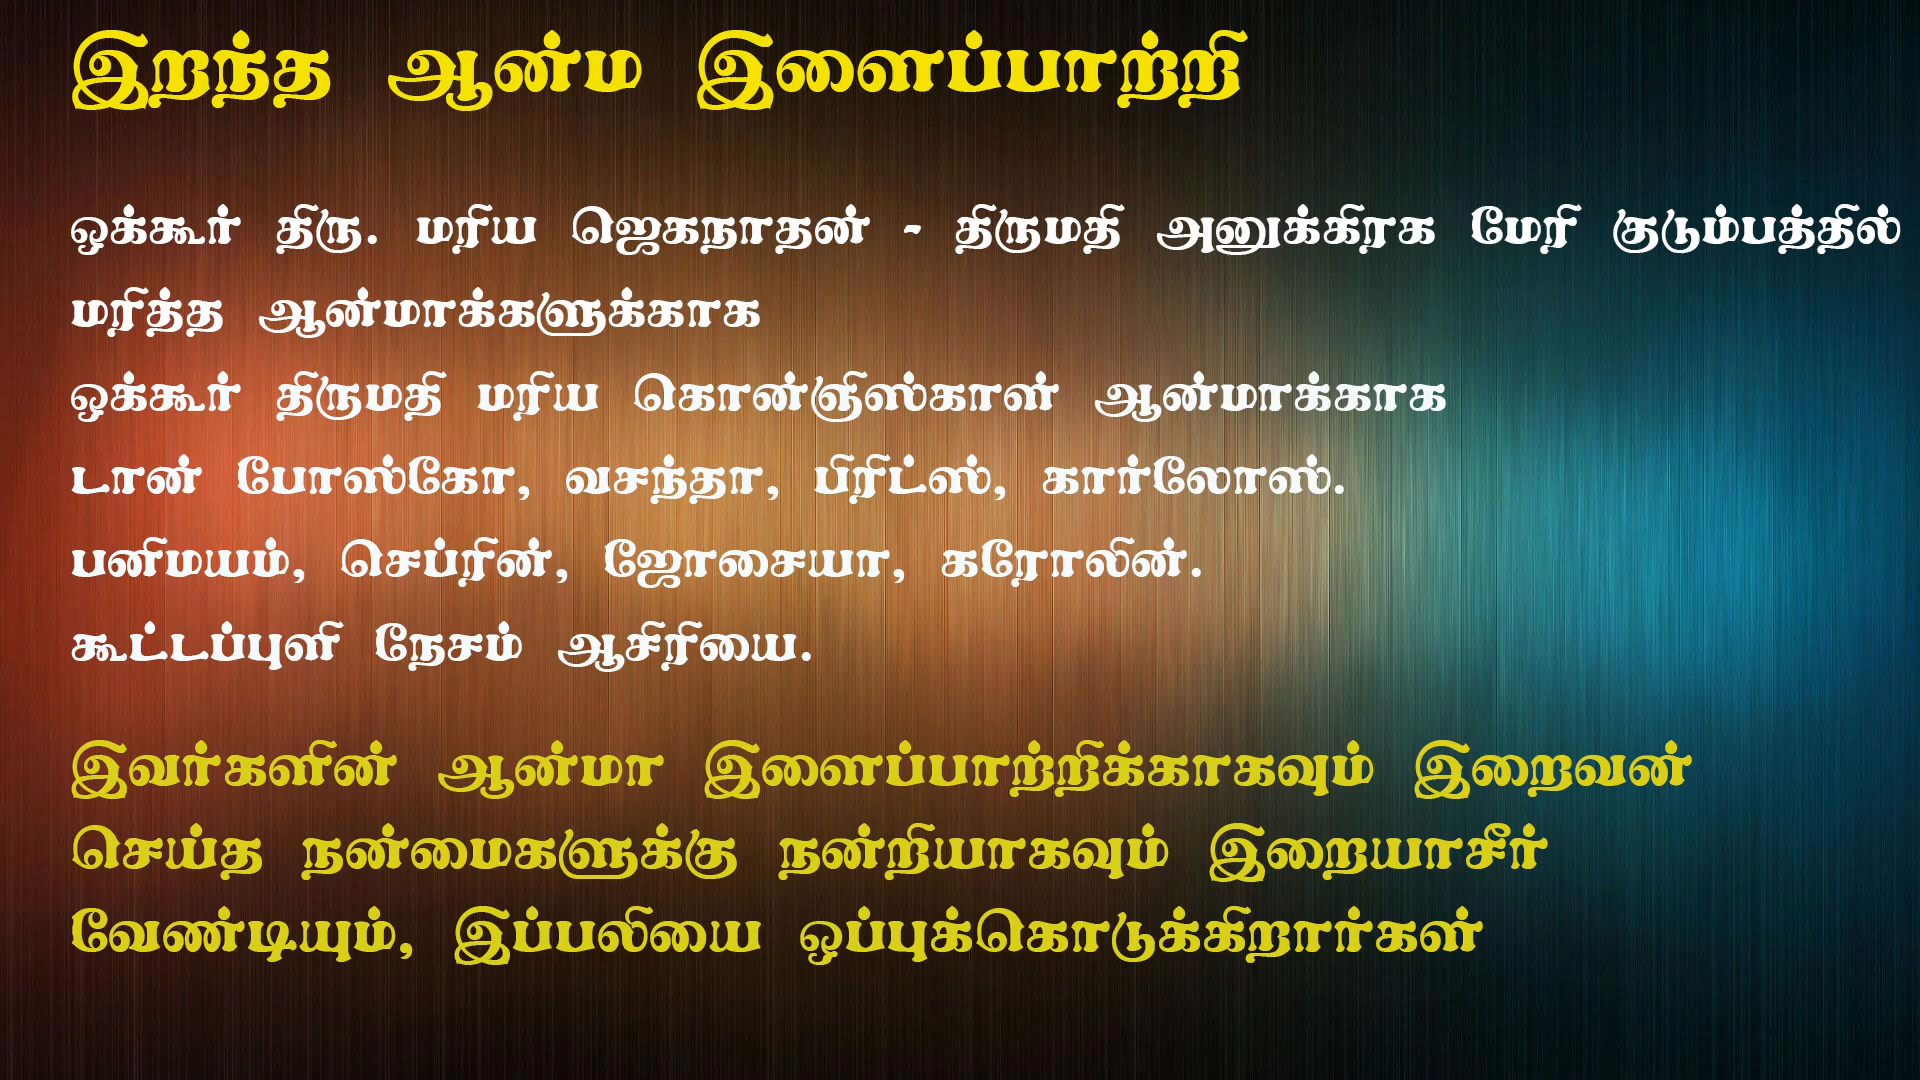 இறந்த ஆன்ம இளைப்பாற்றி
ஒக்கூர் திரு. மரிய ஜெகநாதன் - திருமதி அனுக்கிரக மேரி குடும்பத்தில்
மரித்த ஆன்மாக்களுக்காக
ஒக்கூர் திருமதி மரிய கொன்ஞிஸ்காள் ஆன்மாக்காக
டான் போஸ்கோ, வசந்தா, பிரிட்ஸ், கார்லோஸ்.
பனிமயம், செப்ரின், ஜோசையா, கரோலின்.
கூட்டப்புளி நேசம் ஆசிரியை.
இவர்களின் ஆன்மா இளைப்பாற்றிக்காகவும் இறைவன்
செய்த நன்மைகளுக்கு நன்றியாகவும் இறையாசீர்
வேண்டியும், இப்பலியை ஒப்புக்கொடுக்கிறார்கள்